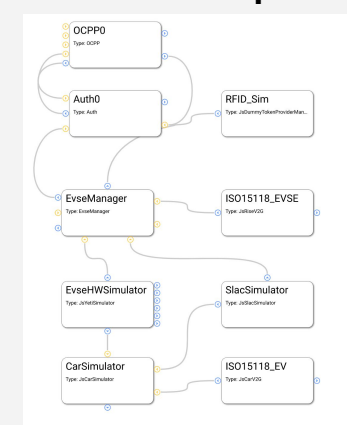 OCPP0
Type: OCPP
Auth0
Type: Auth
RFID_Sim
Type: JsDummyTokenProviderMan...
EvseManager
Type: EvseManager
ISO15118_EVSE
Type: JsRiseV2G
EvseHWSimulator
Type: JsYetiSimulator
SlacSimulator
Type: JsSlacSimulator
CarSimulator
Type: JsCarSimulator
ISO15118_EV
Type: JsCarV2G